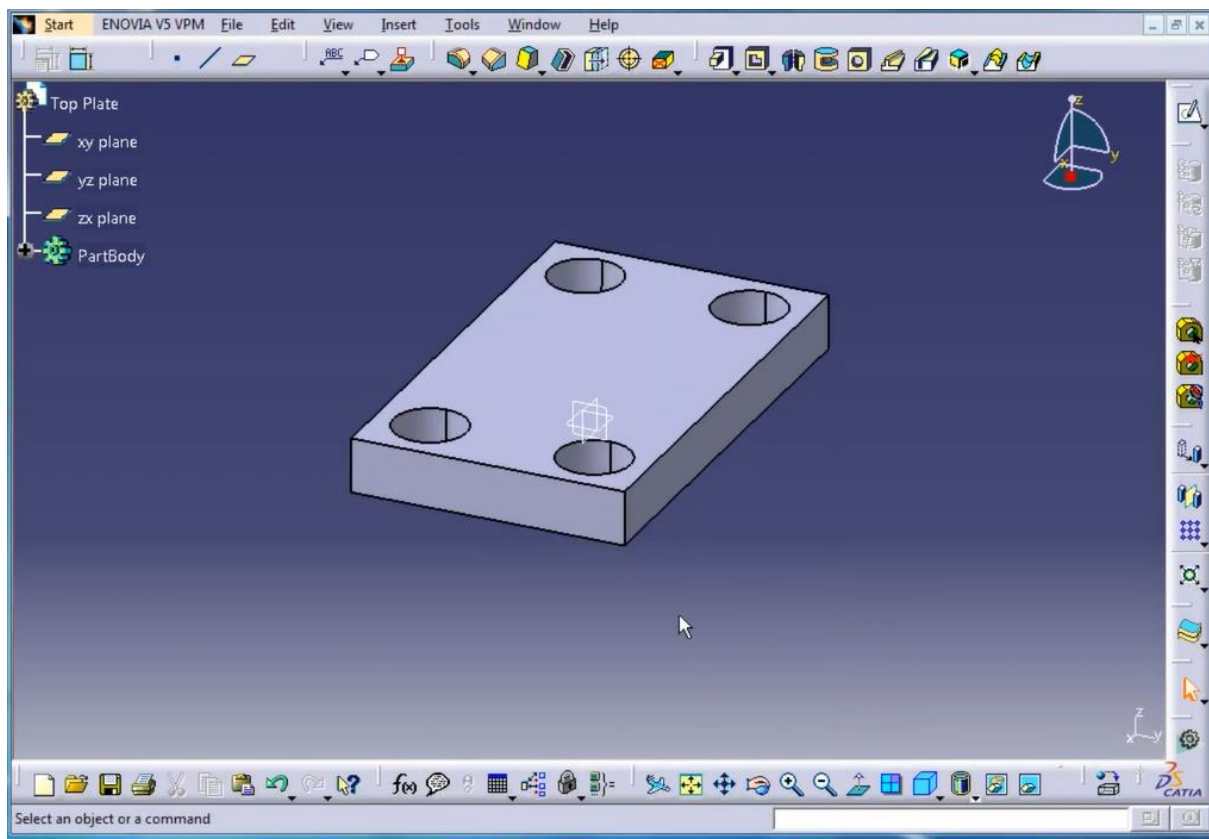 Start ENOVIA V5 VPM File Edit View Insert Tools Window Help
ABC
Top Plate
xy plane
yz plane
zx plane
PartBody
z
y
x
z
x y
f(x)
CATIA
Select an object or a command